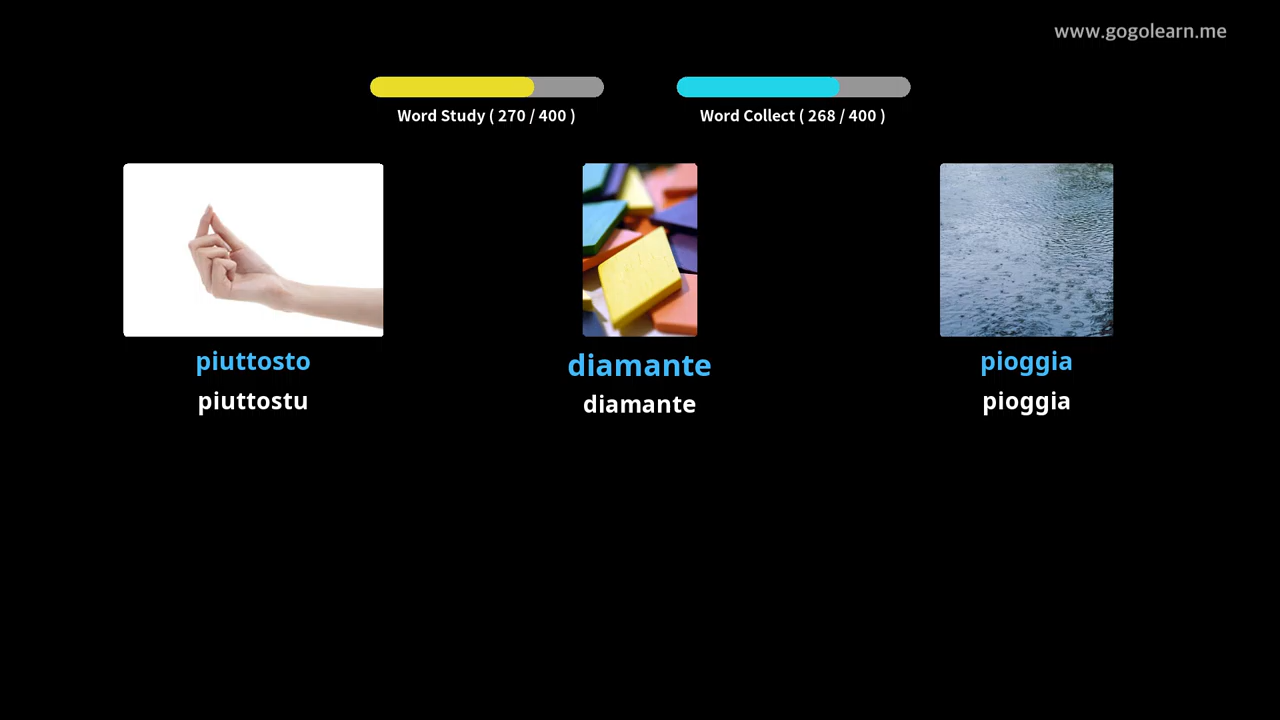 www.gogolearn.me
Word Study ( 270 / 400 )
Word Collect ( 268 / 400 )
piuttosto
piuttostu
diamante
diamante
pioggia
pioggia